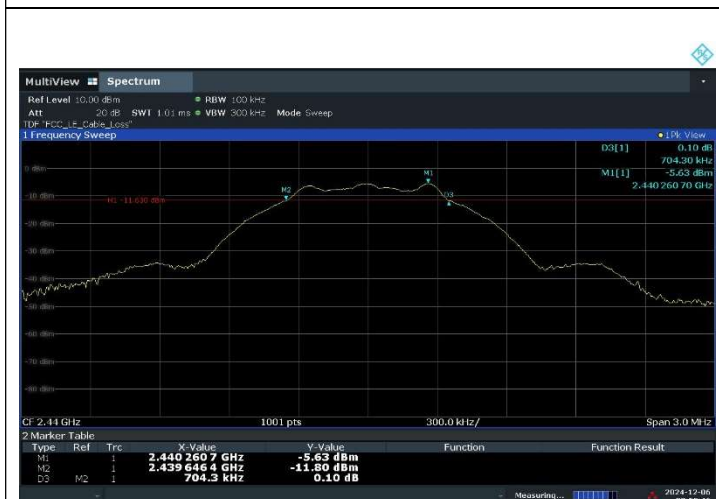 MultiView Spectrum
Ref Level 10.00 dBm RBW 100 kHz
Att 20 dB SWT 1.01 ms VBW 300 kHz Mode Sweep
TDF "FCC_LE_Cable_Loss"
1 Frequency Sweep 1Pk View
D3[1] 0.10 dB
704.30 kHz
M1[1] -5.63 dBm
2.440 260 70 GHz
0 dBm
M1
M2
D3
-10 dBm
H1 -11.630 dBm
-20 dBm
-30 dBm
-40 dBm
-50 dBm
-60 dBm
-70 dBm
-80 dBm
CF 2.44 GHz 1001 pts 300.0 kHz/ Span 3.0 MHz
2 Marker Table
Type Ref Trc X-Value Y-Value Function Function Result
M1 1 2.440 260 7 GHz -5.63 dBm
M2 1 2.439 646 4 GHz -11.80 dBm
D3 M2 1 704.3 kHz 0.10 dB
Measuring... 2024-12-06